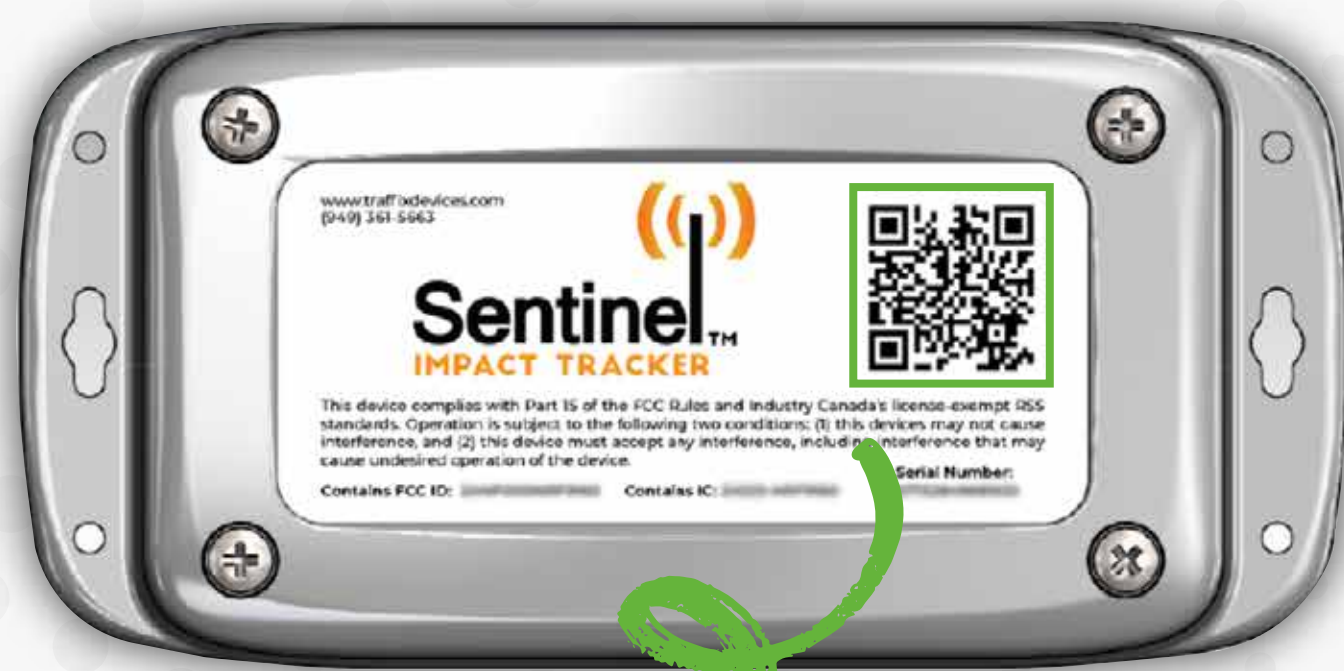 www.traffixdevices.com
(949) 361-5663
Sentinel™
IMPACT TRACKER
This device complies with Part 15 of the FCC Rules and Industry Canada's license-exempt RSS
standards. Operation is subject to the following two conditions: (1) this devices may not cause
interference, and (2) this device must accept any interference, including interference that may
cause undesired operation of the device.
Serial Number:
Contains FCC ID:
Contains IC: